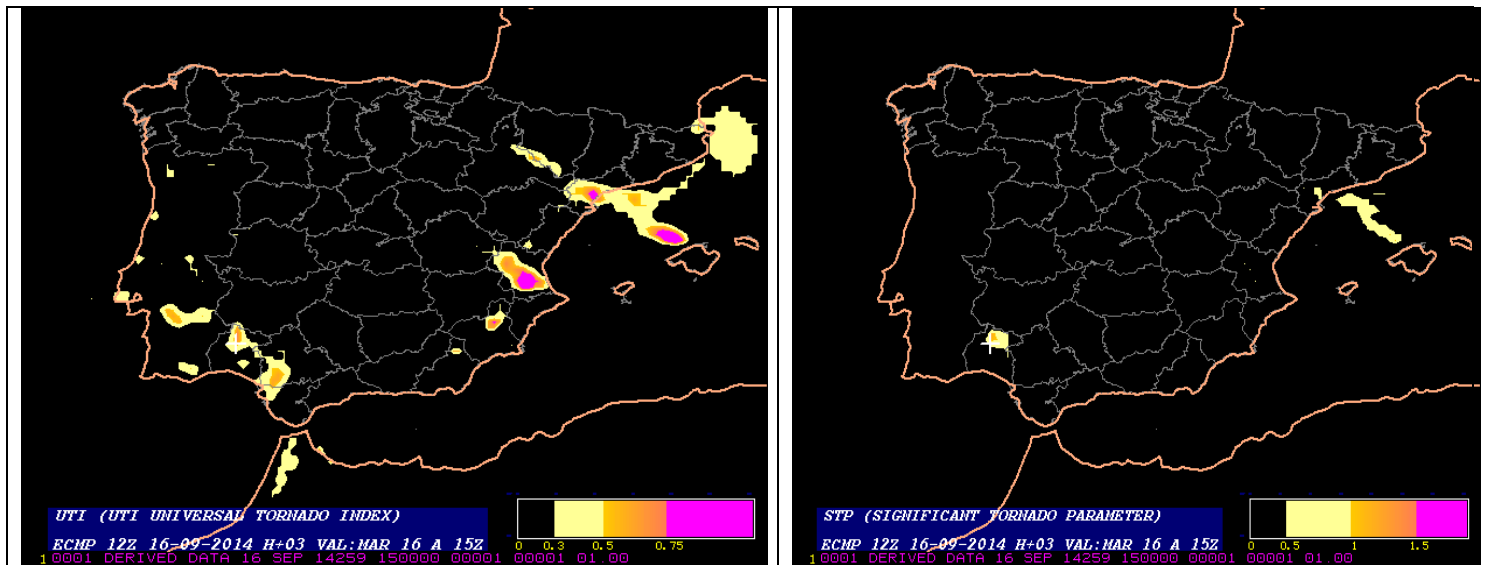 UTI (UTI UNIVERSAL TORNADO INDEX)
ECMP 12Z 16-09-2014 H+03 VAL:MAR 16 A 15Z
0 0.3 0.5 0.75
1 0001 DERIVED DATA 16 SEP 14259 150000 00001 00001 01.00
STP (SIGNIFICANT TORNADO PARAMETER)
ECMP 12Z 16-09-2014 H+03 VAL:MAR 16 A 15Z
0 0.5 1 1.5
1 0001 DERIVED DATA 16 SEP 14259 150000 00001 00001 01.00